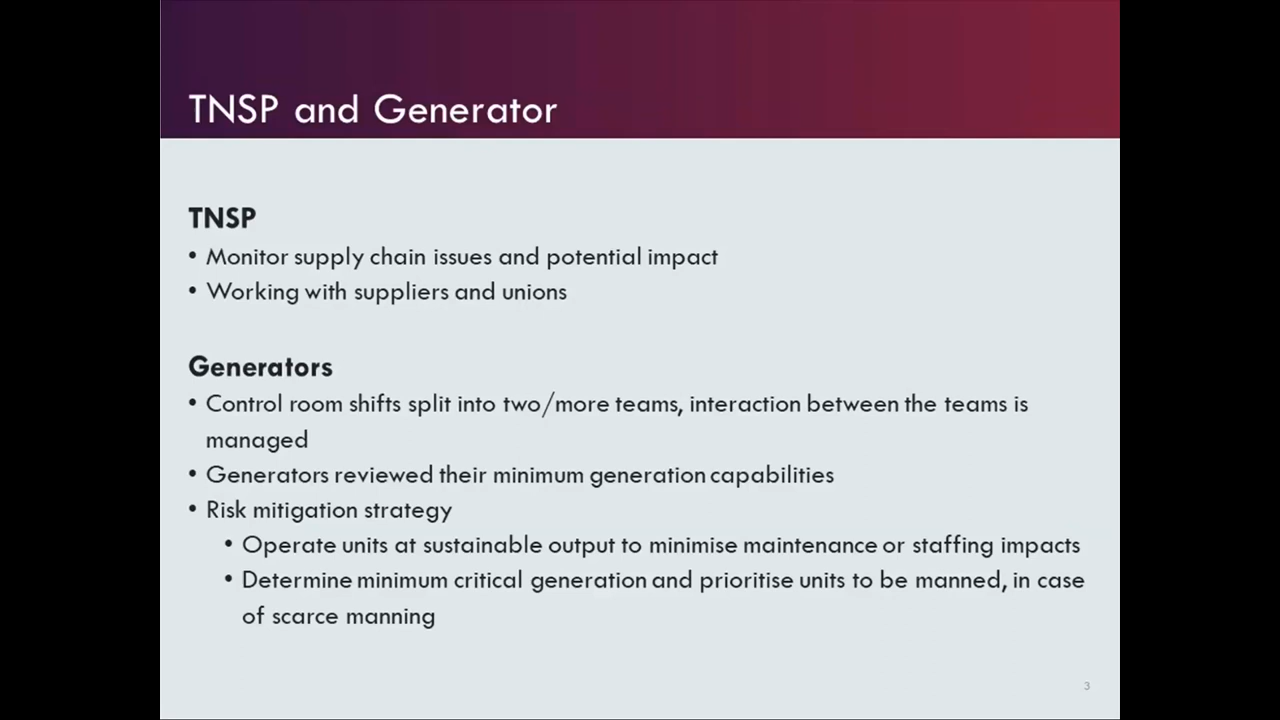 TNSP and Generator
TNSP
• Monitor supply chain issues and potential impact
• Working with suppliers and unions
Generators
• Control room shifts split into two/more teams, interaction between the teams is
managed
• Generators reviewed their minimum generation capabilities
• Risk mitigation strategy
• Operate units at sustainable output to minimise maintenance or staffing impacts
• Determine minimum critical generation and prioritise units to be manned, in case
of scarce manning
3